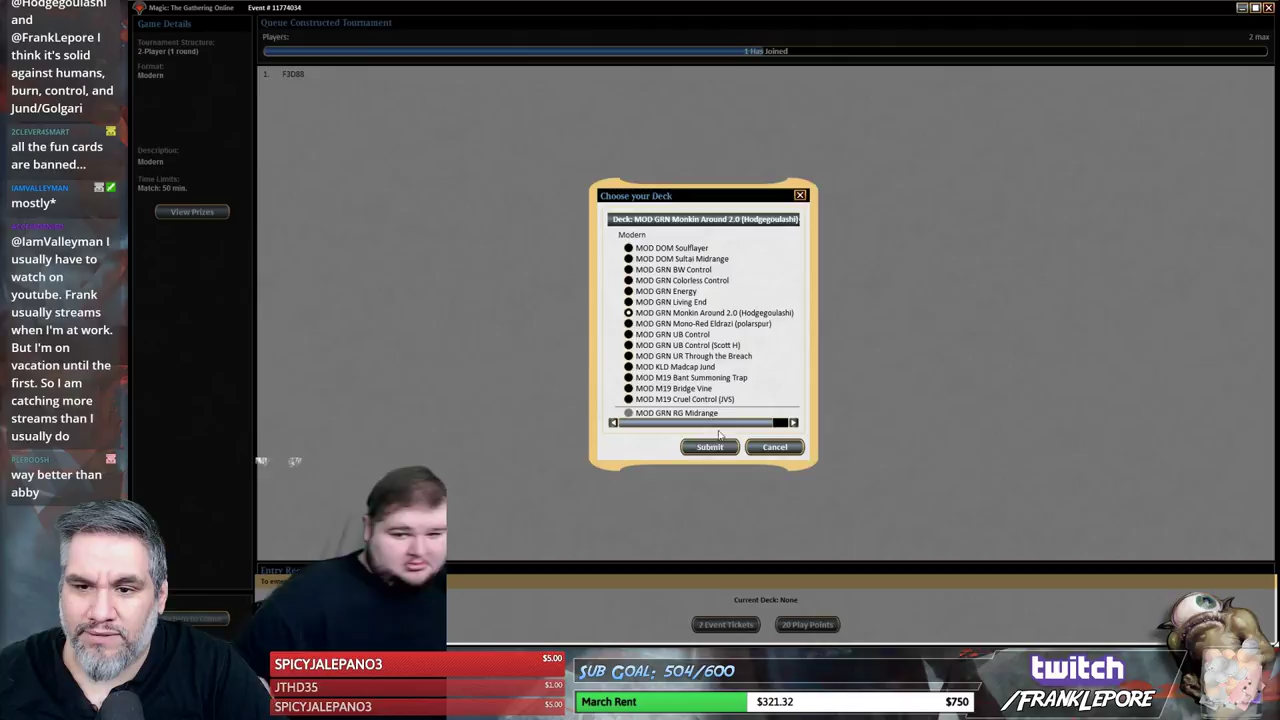 Magic: The Gathering Online Event # 11774034
Game Details
Tournament Structure:
2-Player (1 round)
Format:
Modern
Description:
Modern
Time Limits:
Match: 50 min.
View Prizes
Queue Constructed Tournament
Players:
2 max
1 Has Joined
1. F3D88
@Hodgegoulashi
and
@FrankLepore I
think it's solid
against humans,
burn, control, and
Jund/Golgari
2CLEVER4SMART
all the fun cards
are banned...
IAMVALLEYMAN
mostly*
@IamValleyman I
usually have to
watch on
youtube. Frank
usually streams
when I'm at work.
But I'm on
vacation until the
first. So I am
catching more
streams than I
usually do
PLEBOOSH
way better than
abby
Choose your Deck
Deck: MOD GRN Monkin Around 2.0 (Hodgegoulashi)
Modern
MOD DOM Soulflayer
MOD DOM Sultai Midrange
MOD GRN BW Control
MOD GRN Colorless Control
MOD GRN Energy
MOD GRN Living End
MOD GRN Monkin Around 2.0 (Hodgegoulashi)
MOD GRN Mono-Red Eldrazi (polarspur)
MOD GRN UB Control
MOD GRN UB Control (Scott H)
MOD GRN UR Through the Breach
MOD KLD Madcap Jund
MOD M19 Bant Summoning Trap
MOD M19 Bridge Vine
MOD M19 Cruel Control (JVS)
MOD GRN RG Midrange
Submit
Cancel
Current Deck: None
2 Event Tickets
20 Play Points
SPICYJALEPANO3 $5.00
JTHD35 $1.00
SPICYJALEPANO3 $5.00
SUB GOAL: 504/600
March Rent $321.32 $750
twitch
/FRANKLEPORE